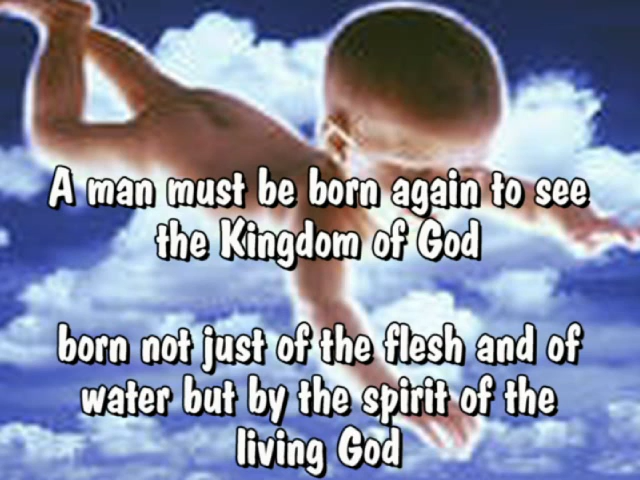 A man must be born again to see
the Kingdom of God
born not just of the flesh and of
water but by the spirit of the
living God